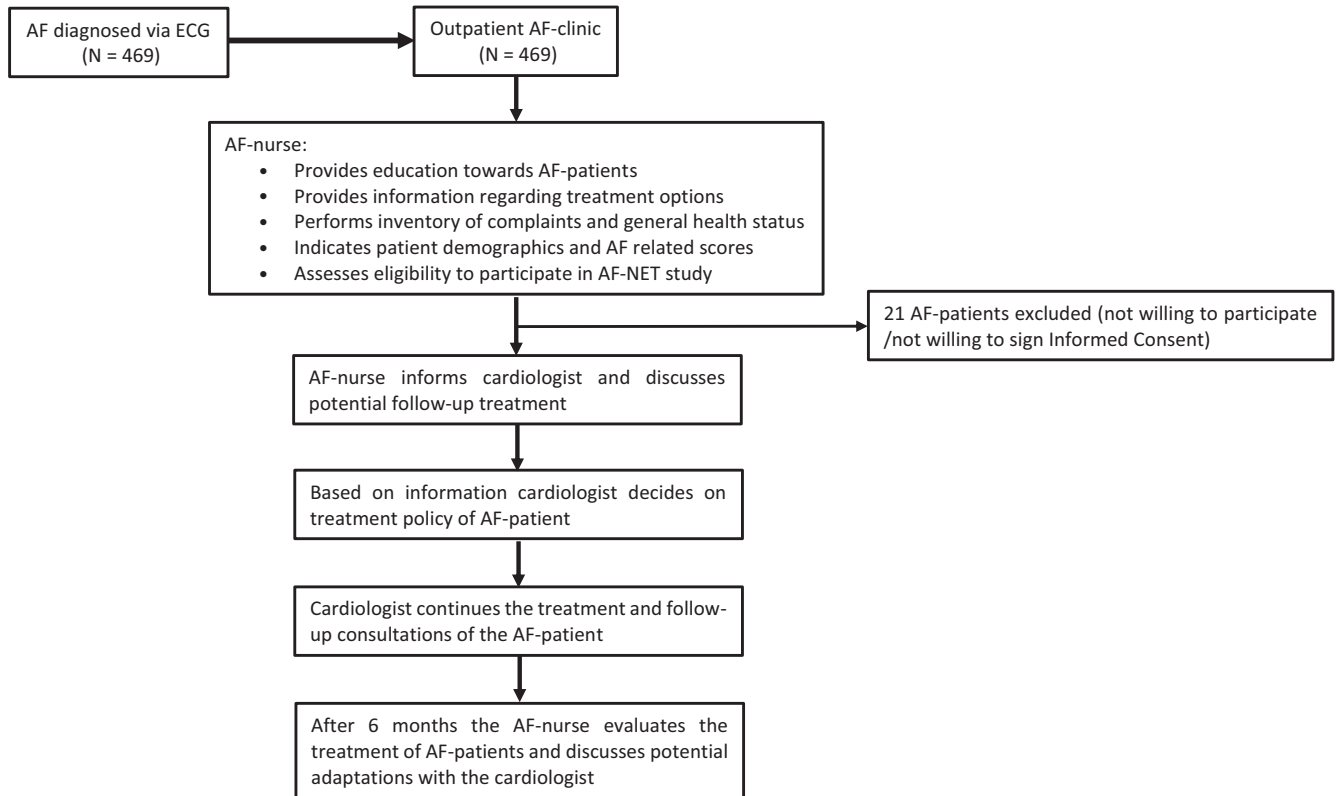 AF diagnosed via ECG
(N = 469)
Outpatient AF-clinic
(N = 469)
AF-nurse:
• Provides education towards AF-patients
• Provides information regarding treatment options
• Performs inventory of complaints and general health status
• Indicates patient demographics and AF related scores
• Assesses eligibility to participate in AF-NET study
21 AF-patients excluded (not willing to participate
/not willing to sign Informed Consent)
AF-nurse informs cardiologist and discusses
potential follow-up treatment
Based on information cardiologist decides on
treatment policy of AF-patient
Cardiologist continues the treatment and follow-
up consultations of the AF-patient
After 6 months the AF-nurse evaluates the
treatment of AF-patients and discusses potential
adaptations with the cardiologist